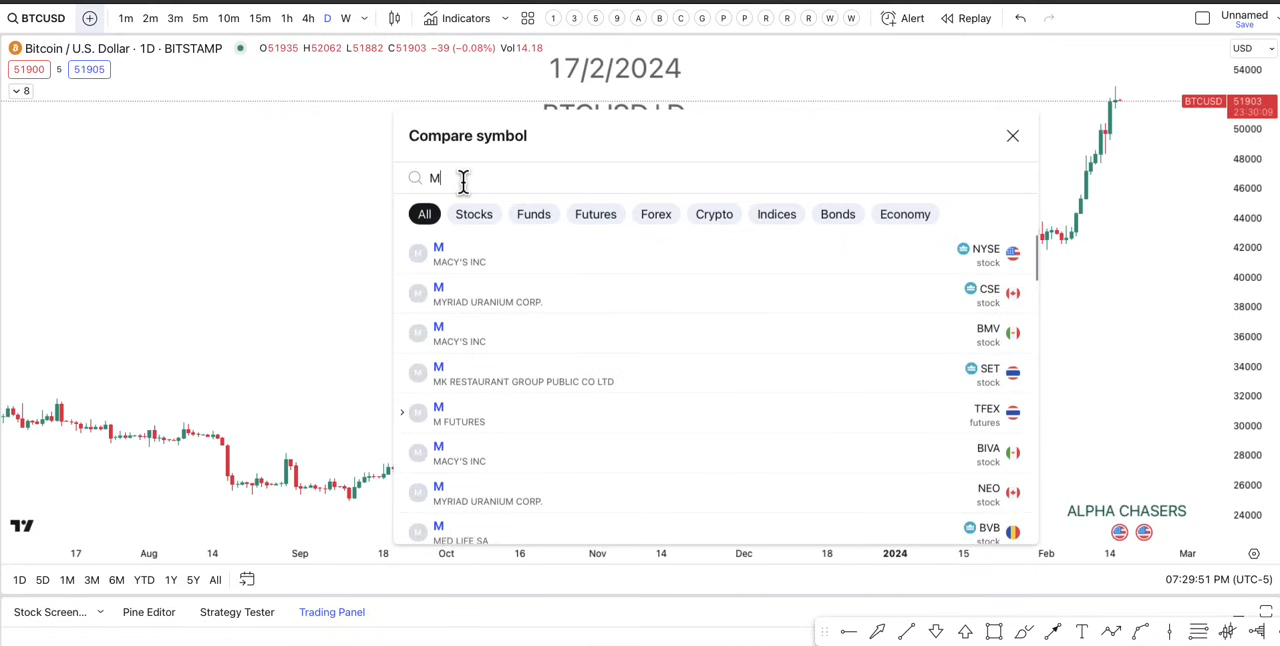 BTCUSD 1m 2m 3m 5m 10m 15m 1h 4h D W Indicators 1 3 5 9 A B C G P P R R R W W Alert Replay Unnamed
Save
Bitcoin / U.S. Dollar · 1D · BITSTAMP O51935 H52062 L51882 C51903 −39 (−0.08%) Vol14.18 USD
51900 5 51905
8
17/2/2024
54000
BTCUSD 51903
23:30:09
50000
48000
46000
44000
42000
40000
38000
36000
34000
32000
30000
28000
26000
24000
Compare symbol
M
All Stocks Funds Futures Forex Crypto Indices Bonds Economy
M M NYSE
MACY'S INC stock
M M CSE
MYRIAD URANIUM CORP. stock
M M BMV
MACY'S INC stock
M M SET
MK RESTAURANT GROUP PUBLIC CO LTD stock
M M TFEX
M FUTURES futures
M M BIVA
MACY'S INC stock
M M NEO
MYRIAD URANIUM CORP. stock
M M BVB
MED LIFE SA stock
ALPHA CHASERS
17 Aug 14 Sep 18 Oct 16 Nov 14 Dec 18 2024 15 Feb 14 Mar
1D 5D 1M 3M 6M YTD 1Y 5Y All 07:29:51 PM (UTC-5)
Stock Screen... Pine Editor Strategy Tester Trading Panel